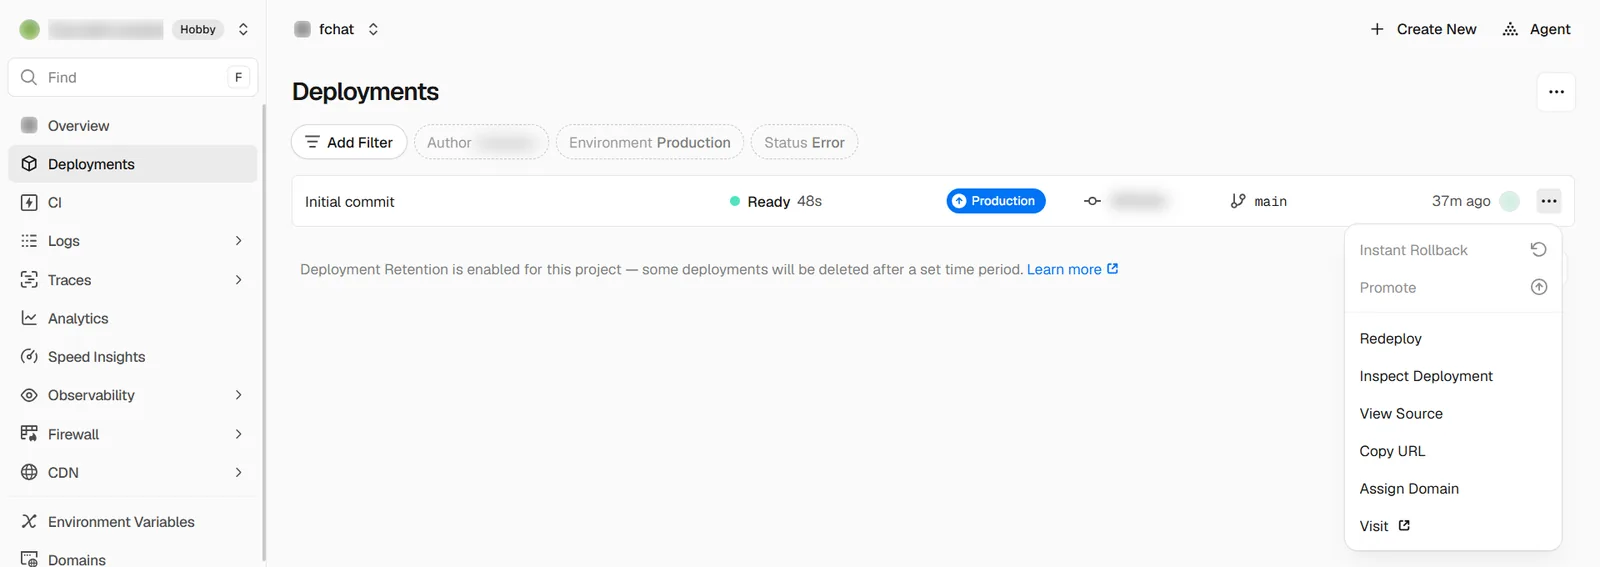 Hobby
fchat
Create New
Agent
Find
F
Overview
Deployments
CI
Logs
Traces
Analytics
Speed Insights
Observability
Firewall
CDN
Environment Variables
Domains
Deployments
Add Filter
Author
Environment Production
Status Error
Initial commit
Ready 48s
Production
main
37m ago
Deployment Retention is enabled for this project — some deployments will be deleted after a set time period. Learn more
Instant Rollback
Promote
Redeploy
Inspect Deployment
View Source
Copy URL
Assign Domain
Visit